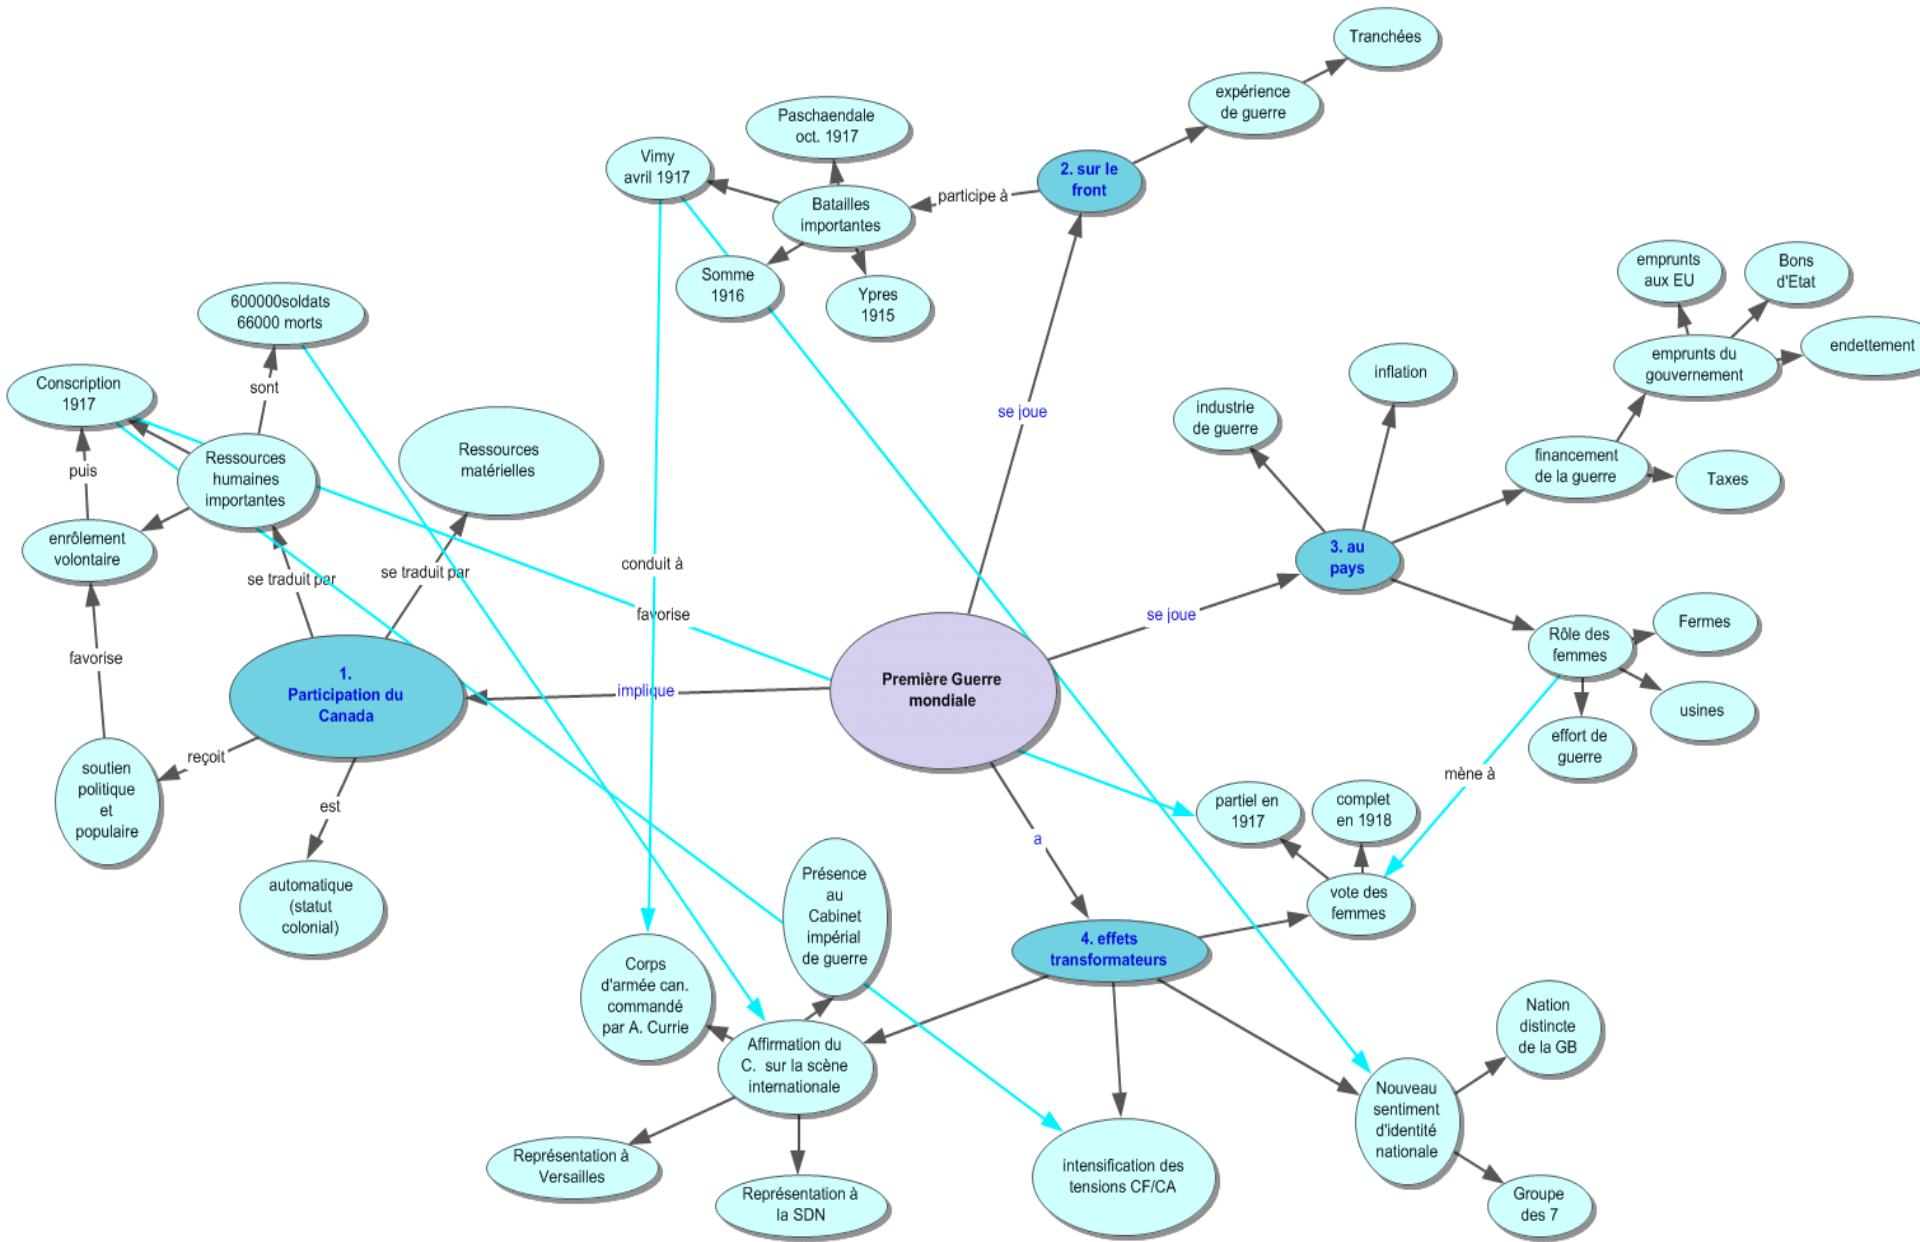 Tranchées
expérience
de guerre
Paschaendale
oct. 1917
Vimy
avril 1917
2. sur le
front
participe à
Batailles
importantes
Somme
1916
Ypres
1915
emprunts
aux EU
Bons
d'Etat
600000soldats
66000 morts
endettement
emprunts du
gouvernement
inflation
sont
Conscription
1917
se joue
industrie
de guerre
Ressources
matérielles
financement
de la guerre
Taxes
puis
Ressources
humaines
importantes
enrôlement
volontaire
3. au
pays
conduit à
se traduit par
se traduit par
favorise
se joue
Fermes
Rôle des
femmes
favorise
1.
Participation du
Canada
implique
Première Guerre
mondiale
usines
effort de
guerre
reçoit
soutien
politique
et
populaire
mène à
est
partiel en
1917
complet
en 1918
a
automatique
(statut
colonial)
Présence
au
Cabinet
impérial
de guerre
vote des
femmes
4. effets
transformateurs
Corps
d'armée can.
commandé
par A. Currie
Nation
distincte
de la GB
Affirmation du
C. sur la scène
internationale
Nouveau
sentiment
d'identité
nationale
Représentation à
Versailles
intensification des
tensions CF/CA
Représentation à
la SDN
Groupe
des 7